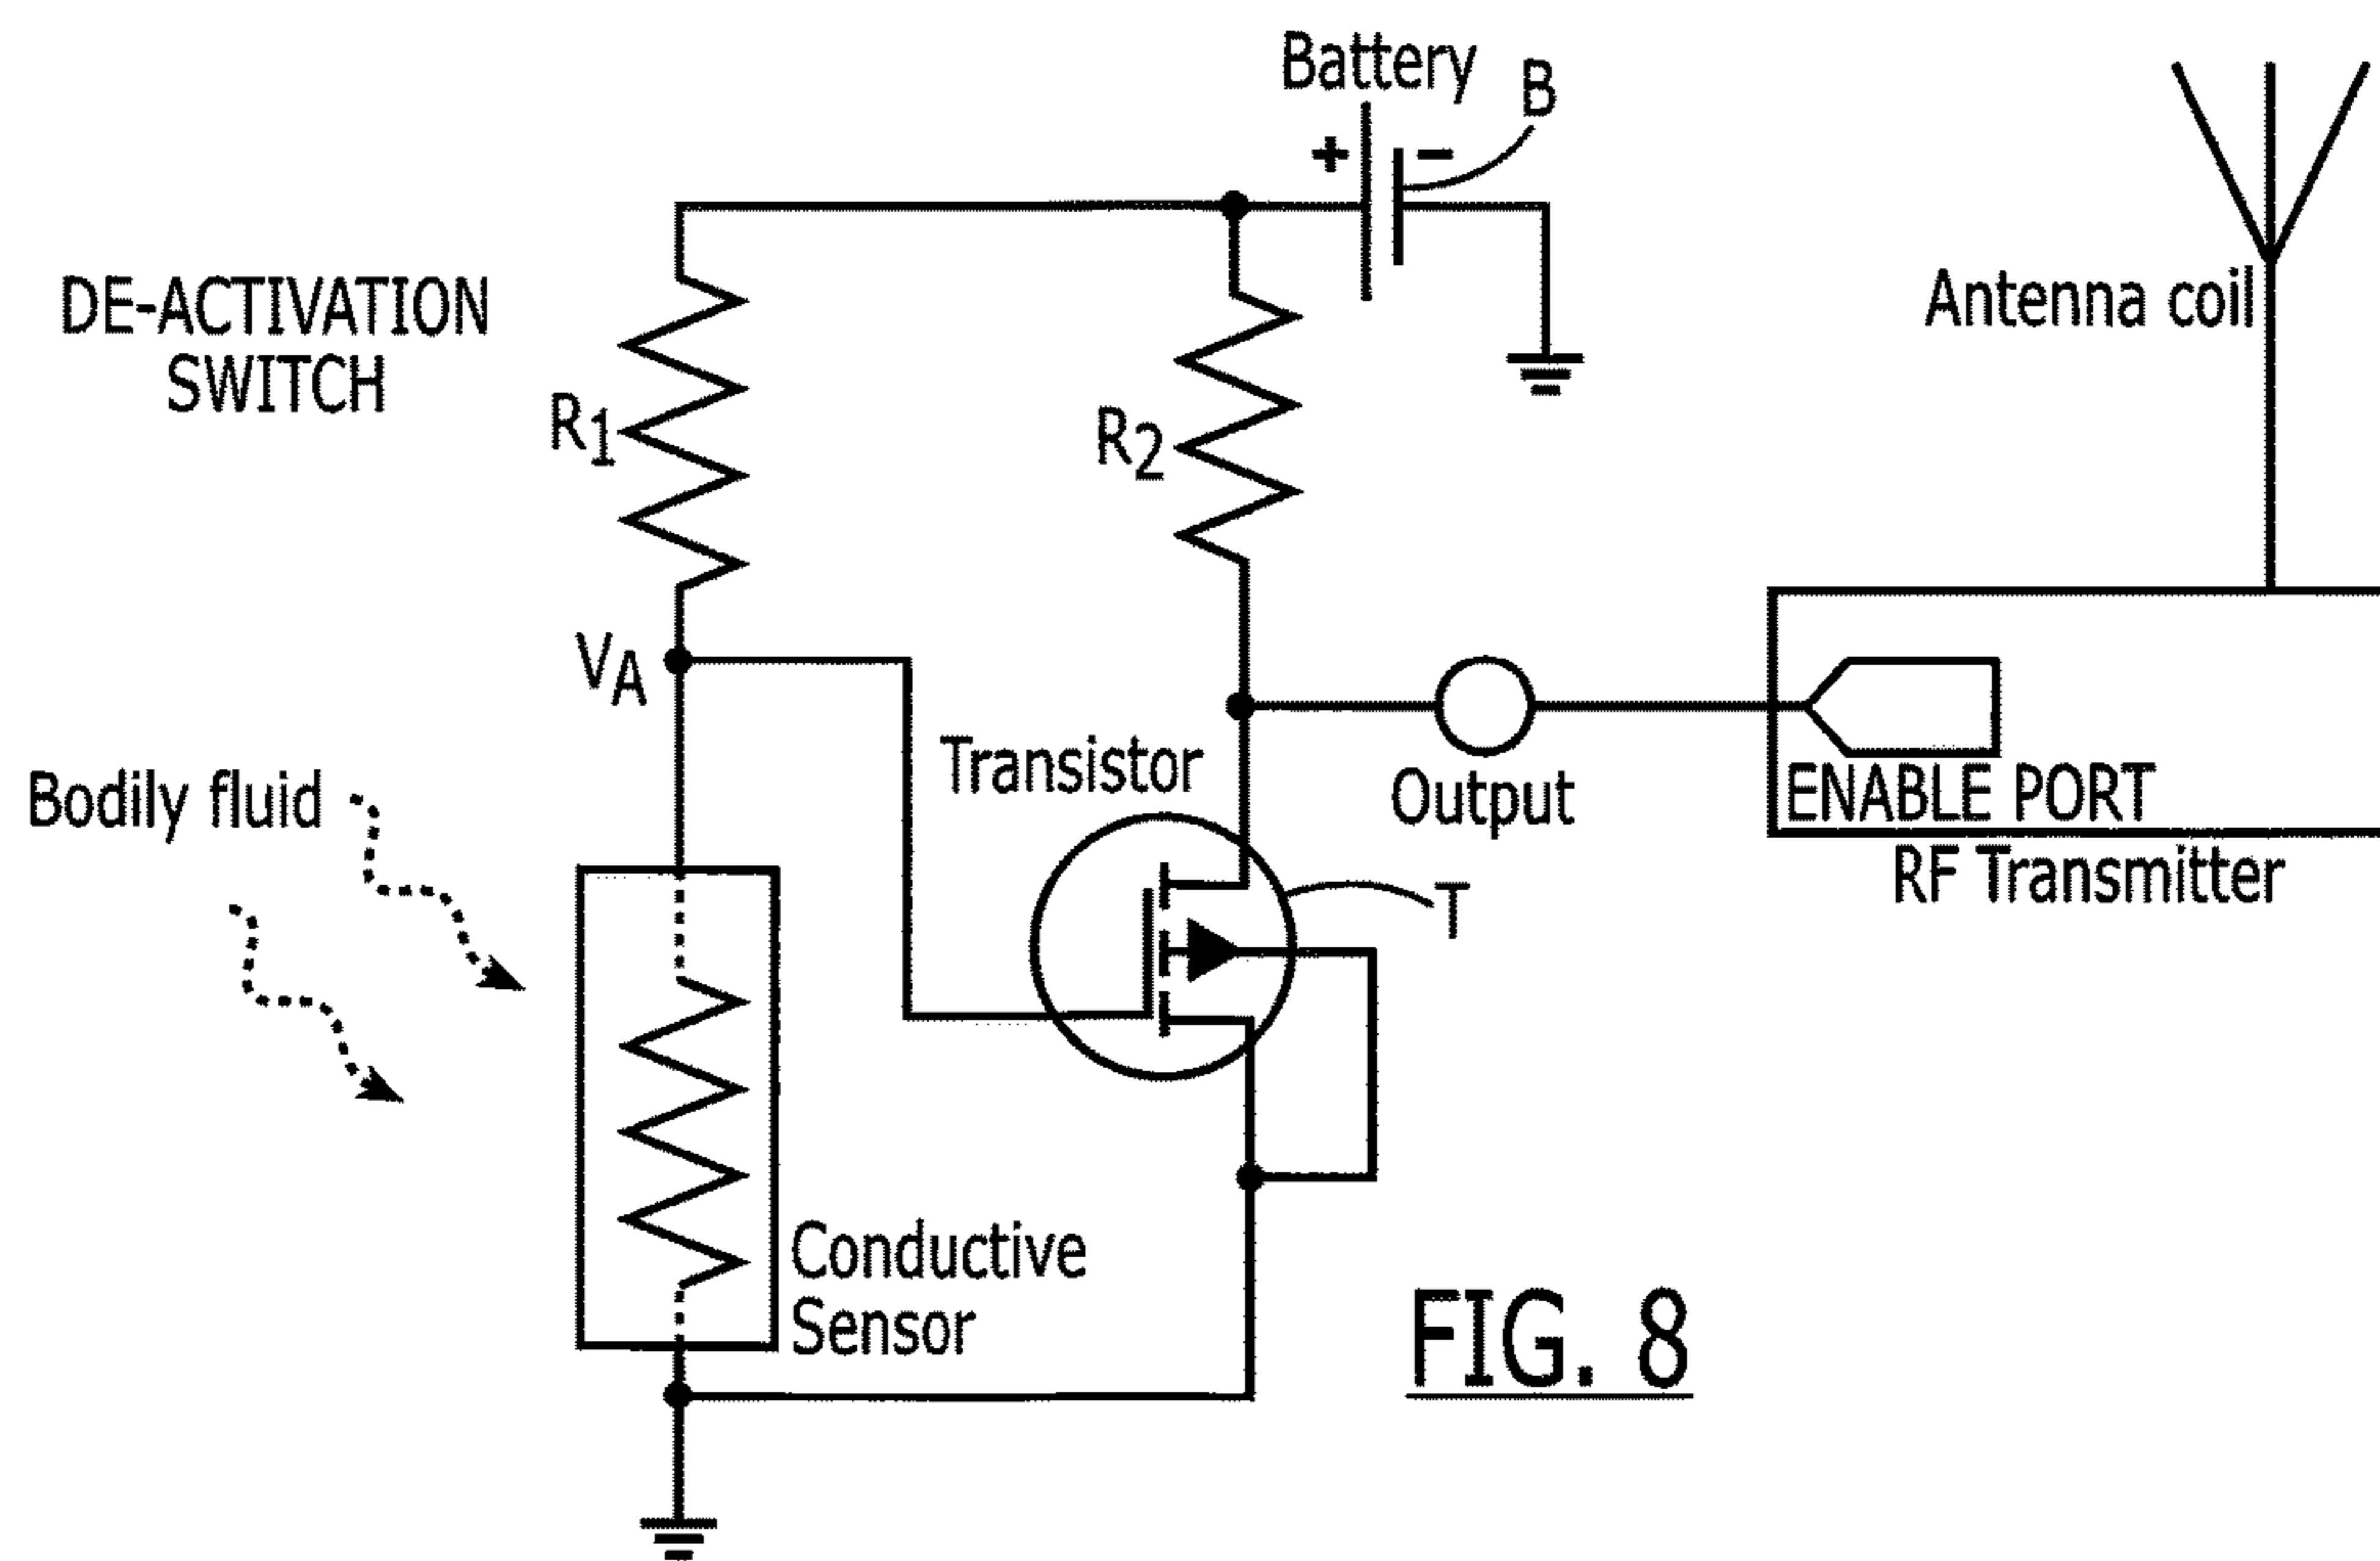 Battery
B
+ -
DE-ACTIVATION
SWITCH
Antenna coil
R1
R2
VA
Transistor
Bodily fluid
Output
ENABLE PORT
RF Transmitter
T
Conductive
Sensor
FIG. 8